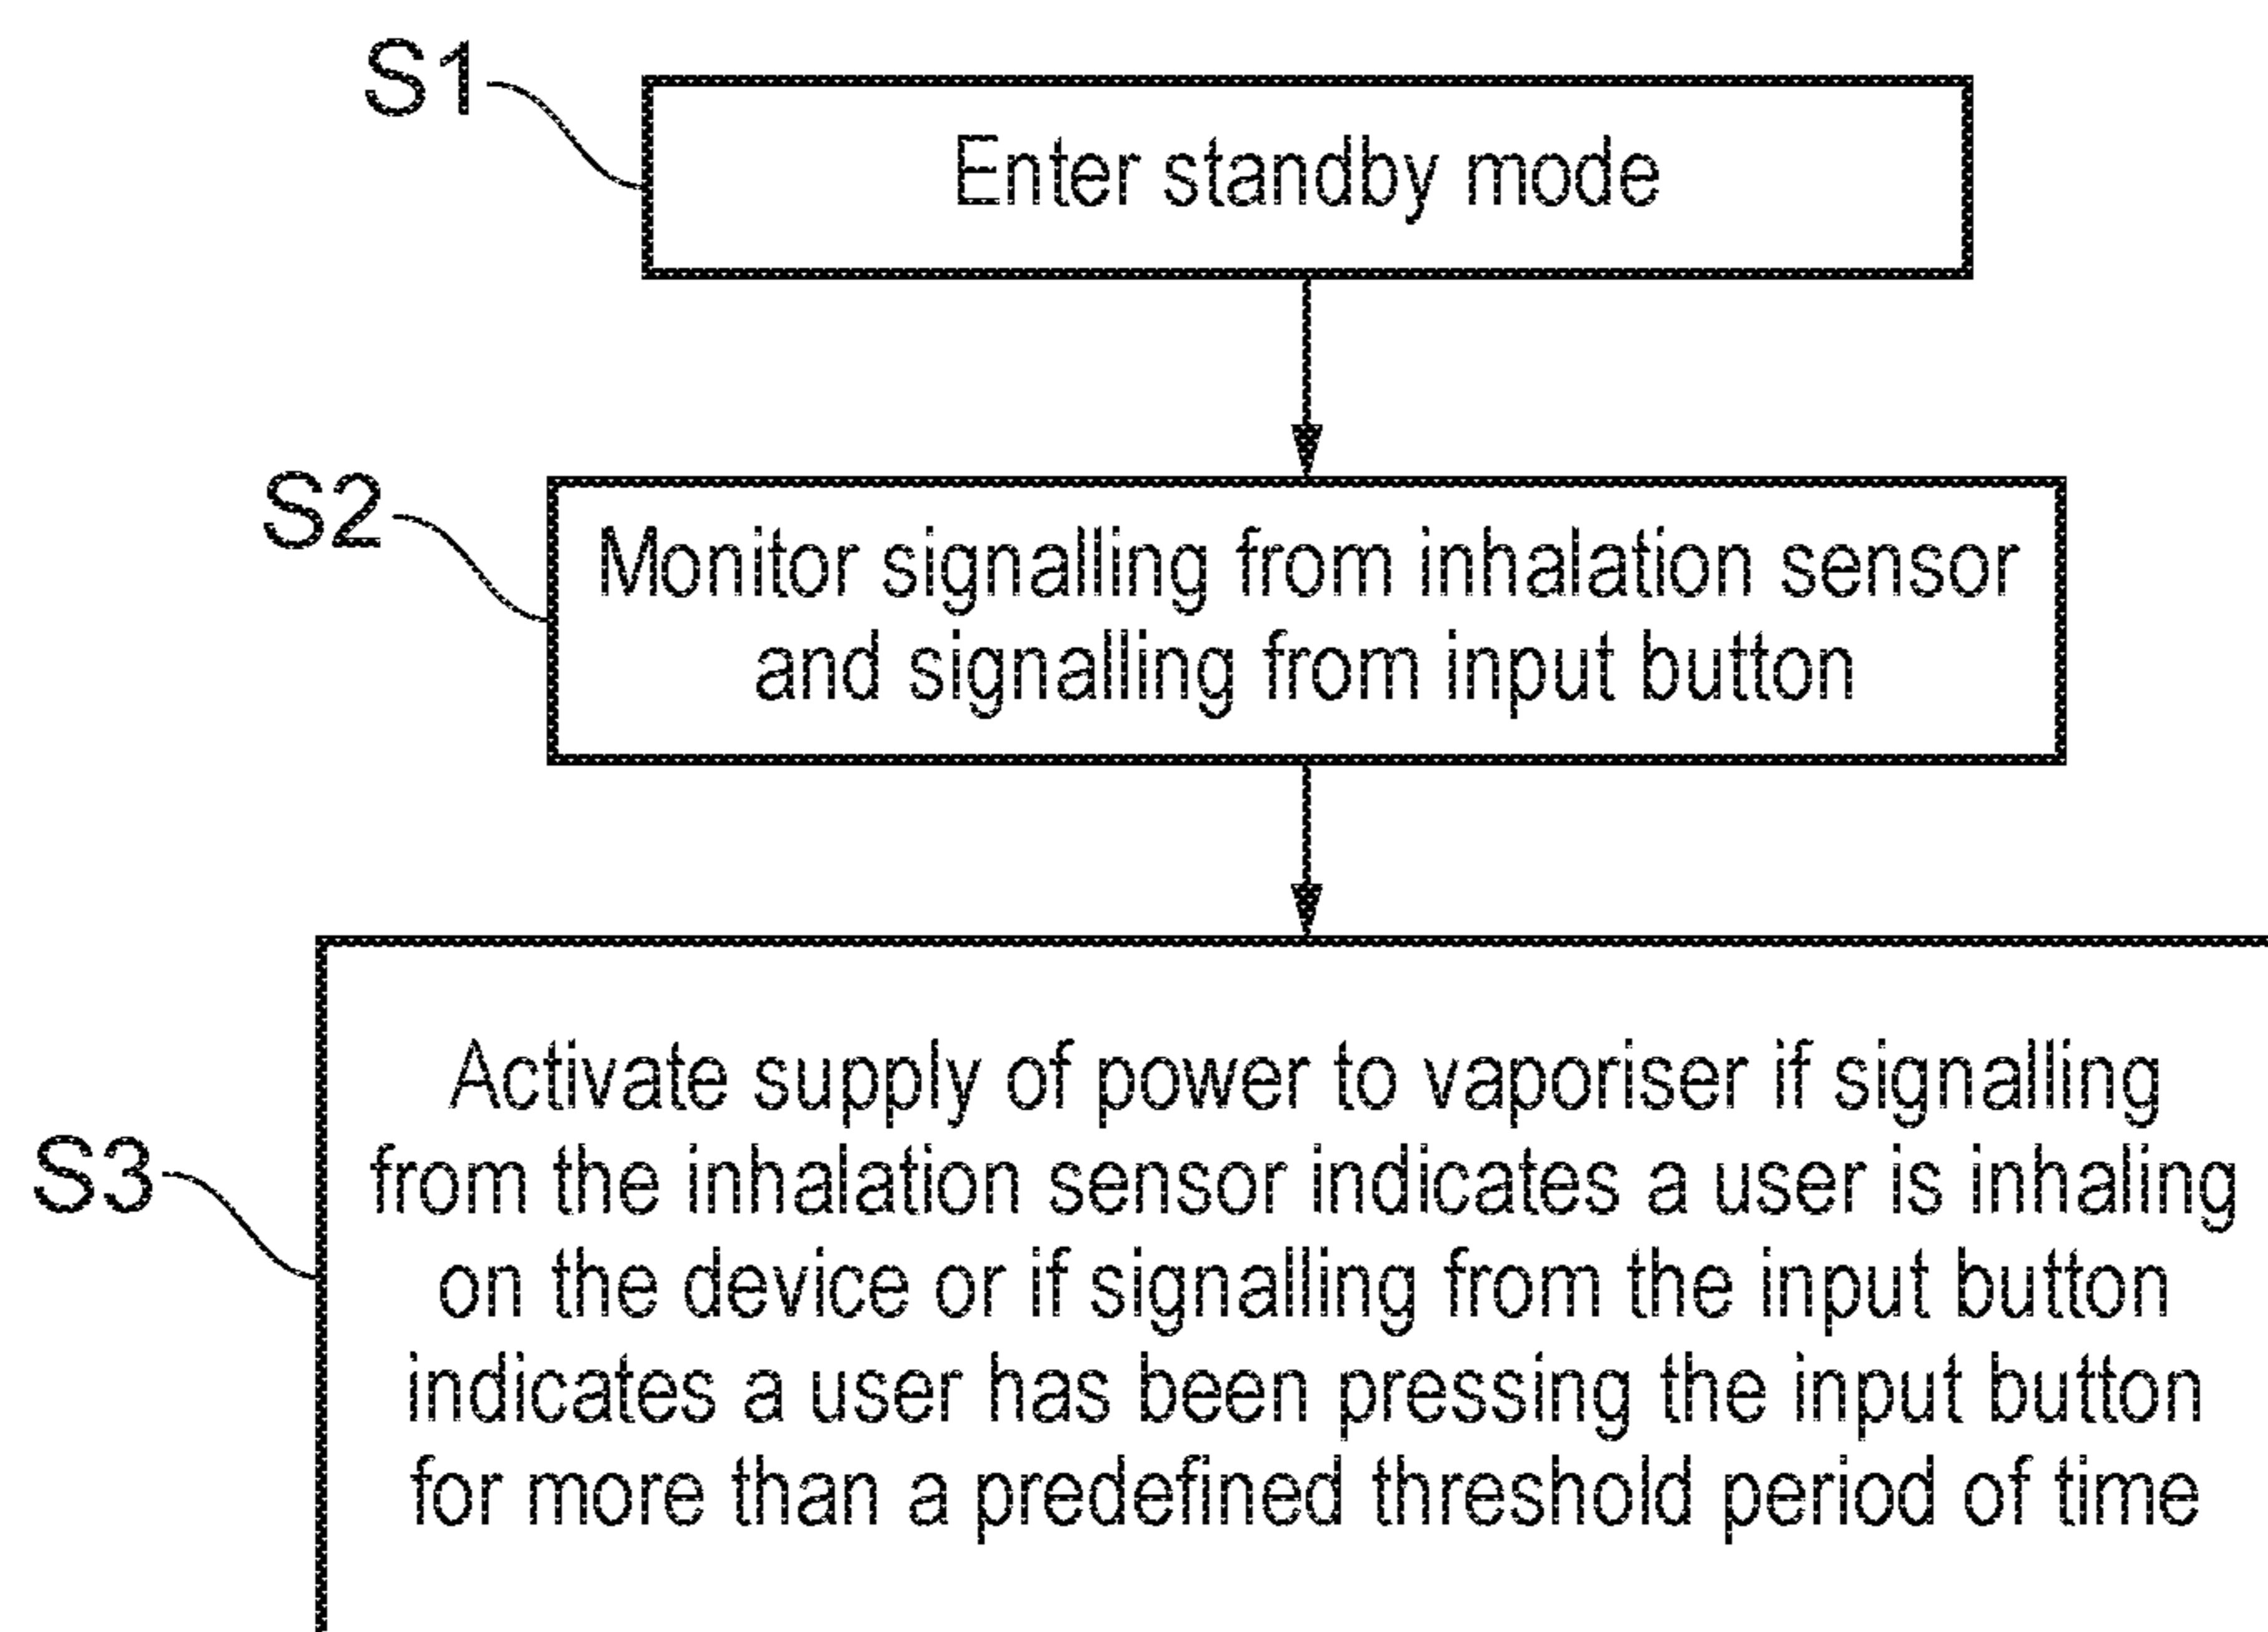 S1
Enter standby mode
S2
Monitor signalling from inhalation sensor
and signalling from input button
S3
Activate supply of power to vaporiser if signalling
from the inhalation sensor indicates a user is inhaling
on the device or if signalling from the input button
indicates a user has been pressing the input button
for more than a predefined threshold period of time